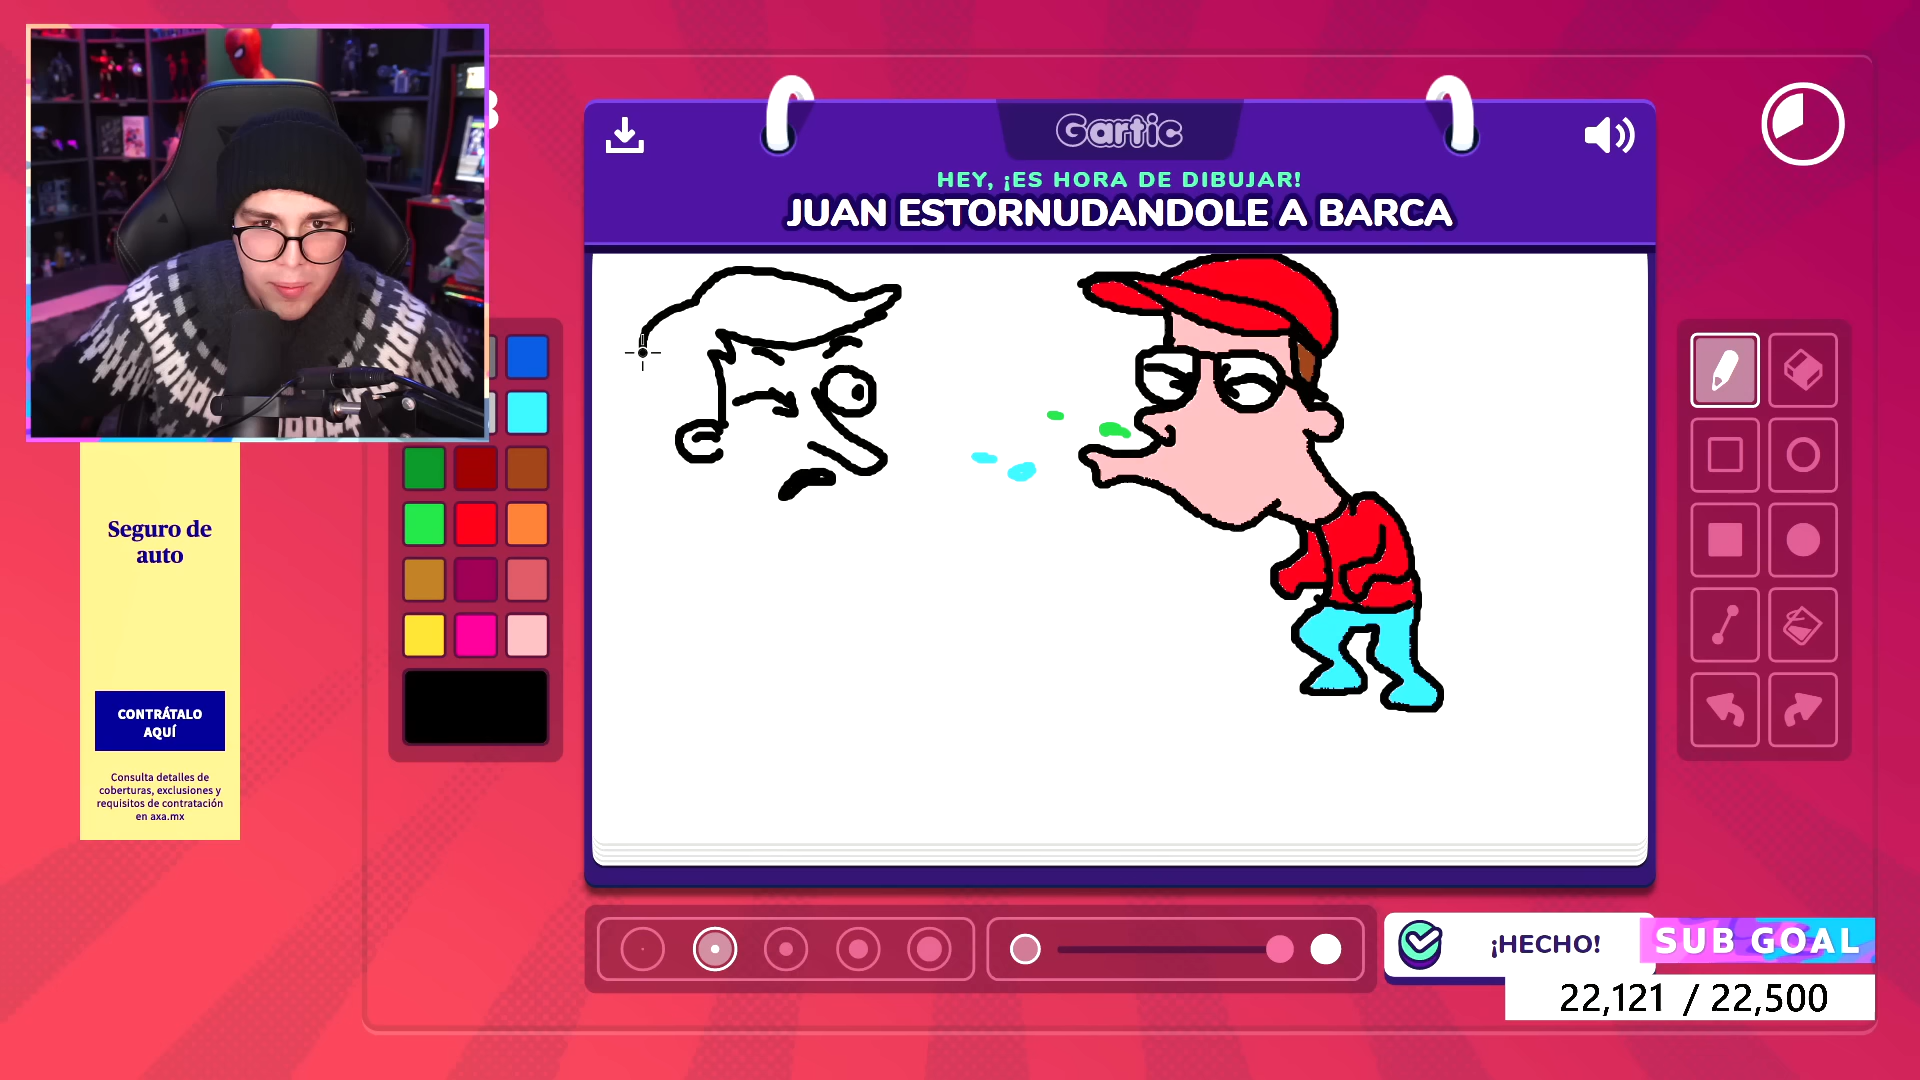 Gartic
HEY, ¡ES HORA DE DIBUJAR!
JUAN ESTORNUDANDOLE A BARCA
Seguro de
auto
CONTRÁTALO
AQUÍ
Consulta detalles de
coberturas, exclusiones y
requisitos de contratación
en axa.mx
¡HECHO!
SUB GOAL
22,121 / 22,500